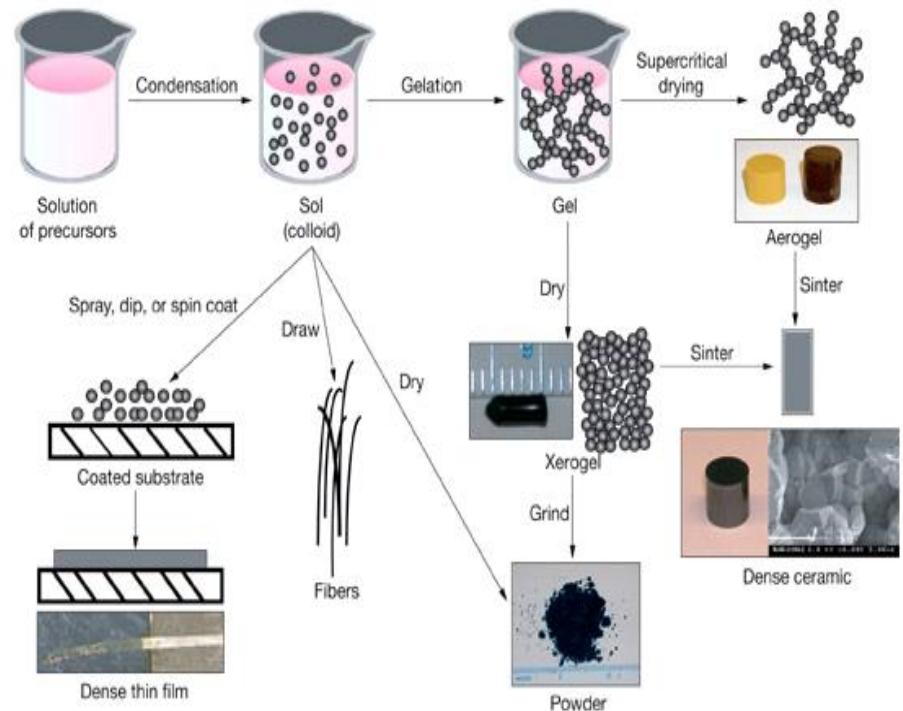 Condensation
Gelation
Supercritical
drying
Solution
of precursors
Sol
(colloid)
Gel
Aerogel
Spray, dip, or spin coat
Draw
Dry
Dry
Sinter
Sinter
Coated substrate
Xerogel
Grind
Fibers
Dense ceramic
Dense thin film
Powder